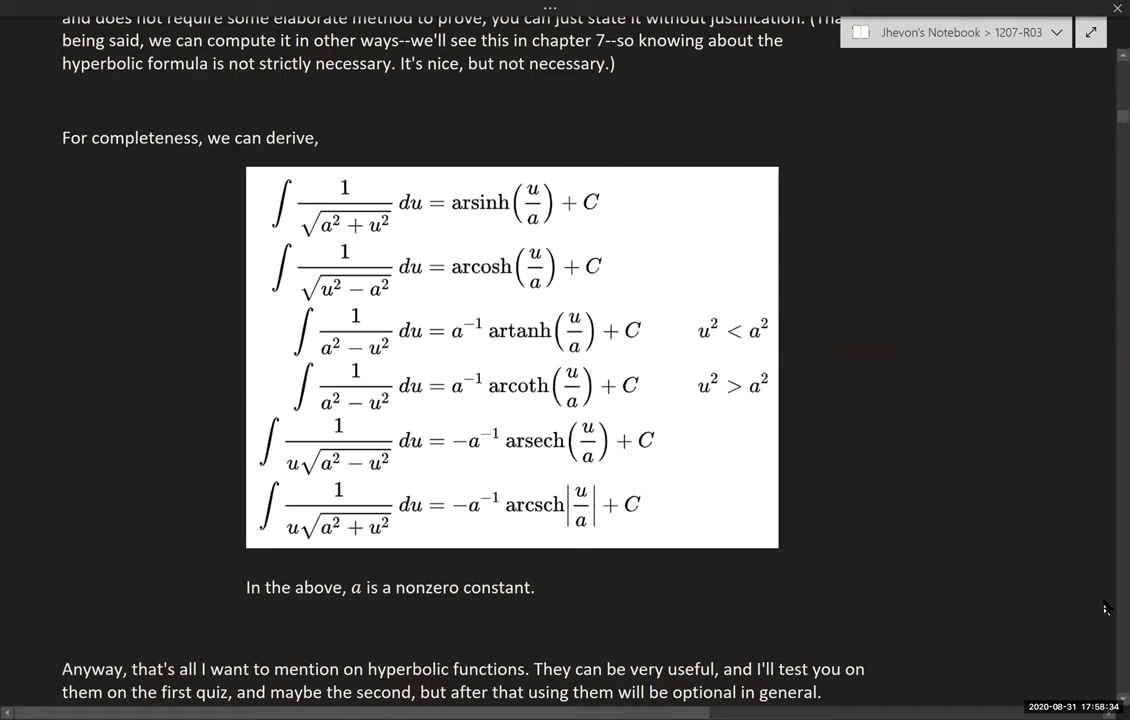 and does not require some elaborate method to prove, you can just state it without justification. (Tha
Jhevon's Notebook > 1207-R03
being said, we can compute it in other ways--we'll see this in chapter 7--so knowing about the
hyperbolic formula is not strictly necessary. It's nice, but not necessary.)
For completeness, we can derive,
∫ 1/√(a² + u²) du = arsinh(u/a) + C
∫ 1/√(u² − a²) du = arcosh(u/a) + C
∫ 1/(a² − u²) du = a⁻¹ artanh(u/a) + C u² < a²
∫ 1/(a² − u²) du = a⁻¹ arcoth(u/a) + C u² > a²
∫ 1/(u√(a² − u²)) du = −a⁻¹ arsech(u/a) + C
∫ 1/(u√(a² + u²)) du = −a⁻¹ arcsch|u/a| + C
In the above, a is a nonzero constant.
Anyway, that's all I want to mention on hyperbolic functions. They can be very useful, and I'll test you on
them on the first quiz, and maybe the second, but after that using them will be optional in general.
2020-08-31 17:58:34